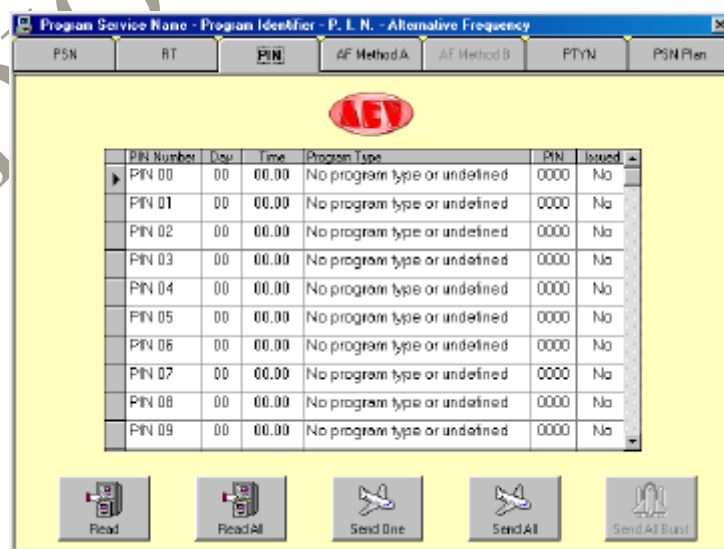 Program Service Name - Program Identifier - P. I. N. - Alternative Frequency
PSN RT PIN AF Method A AF Method B PTYN PSN Plan
AEV
PIN Number Day Time Program Type PIN Issued
PIN 00 00 00.00 No program type or undefined 0000 No
PIN 01 00 00.00 No program type or undefined 0000 No
PIN 02 00 00.00 No program type or undefined 0000 No
PIN 03 00 00.00 No program type or undefined 0000 No
PIN 04 00 00.00 No program type or undefined 0000 No
PIN 05 00 00.00 No program type or undefined 0000 No
PIN 06 00 00.00 No program type or undefined 0000 No
PIN 07 00 00.00 No program type or undefined 0000 No
PIN 08 00 00.00 No program type or undefined 0000 No
PIN 09 00 00.00 No program type or undefined 0000 No
Read Read All Send One Send All Send All Burst